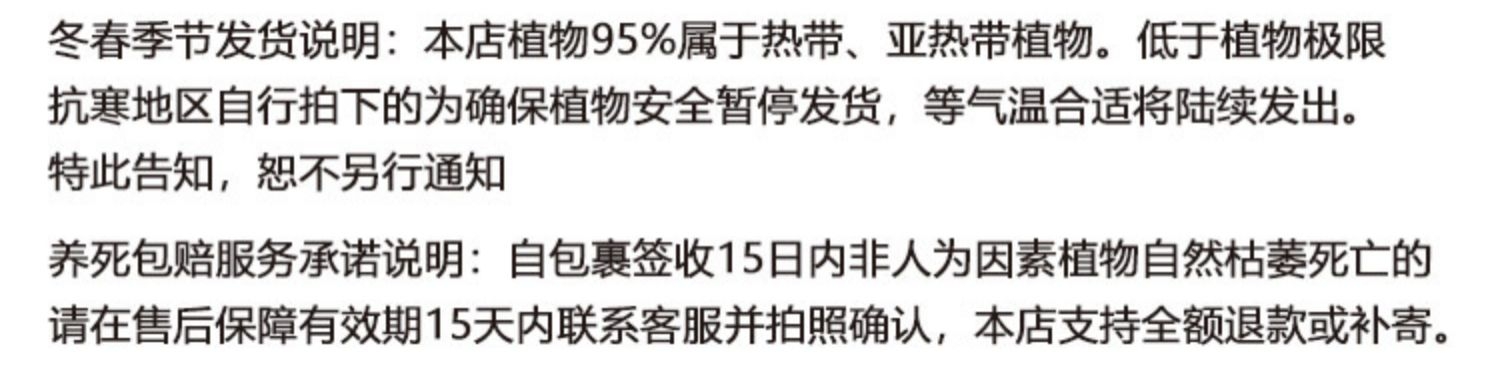 冬春季节发货说明：本店植物95%属于热带、亚热带植物。低于植物极限
抗寒地区自行拍下的为确保植物安全暂停发货，等气温合适将陆续发出。
特此告知，恕不另行通知
养死包赔服务承诺说明：自包裹签收15日内非人为因素植物自然枯萎死亡的
请在售后保障有效期15天内联系客服并拍照确认，本店支持全额退款或补寄。